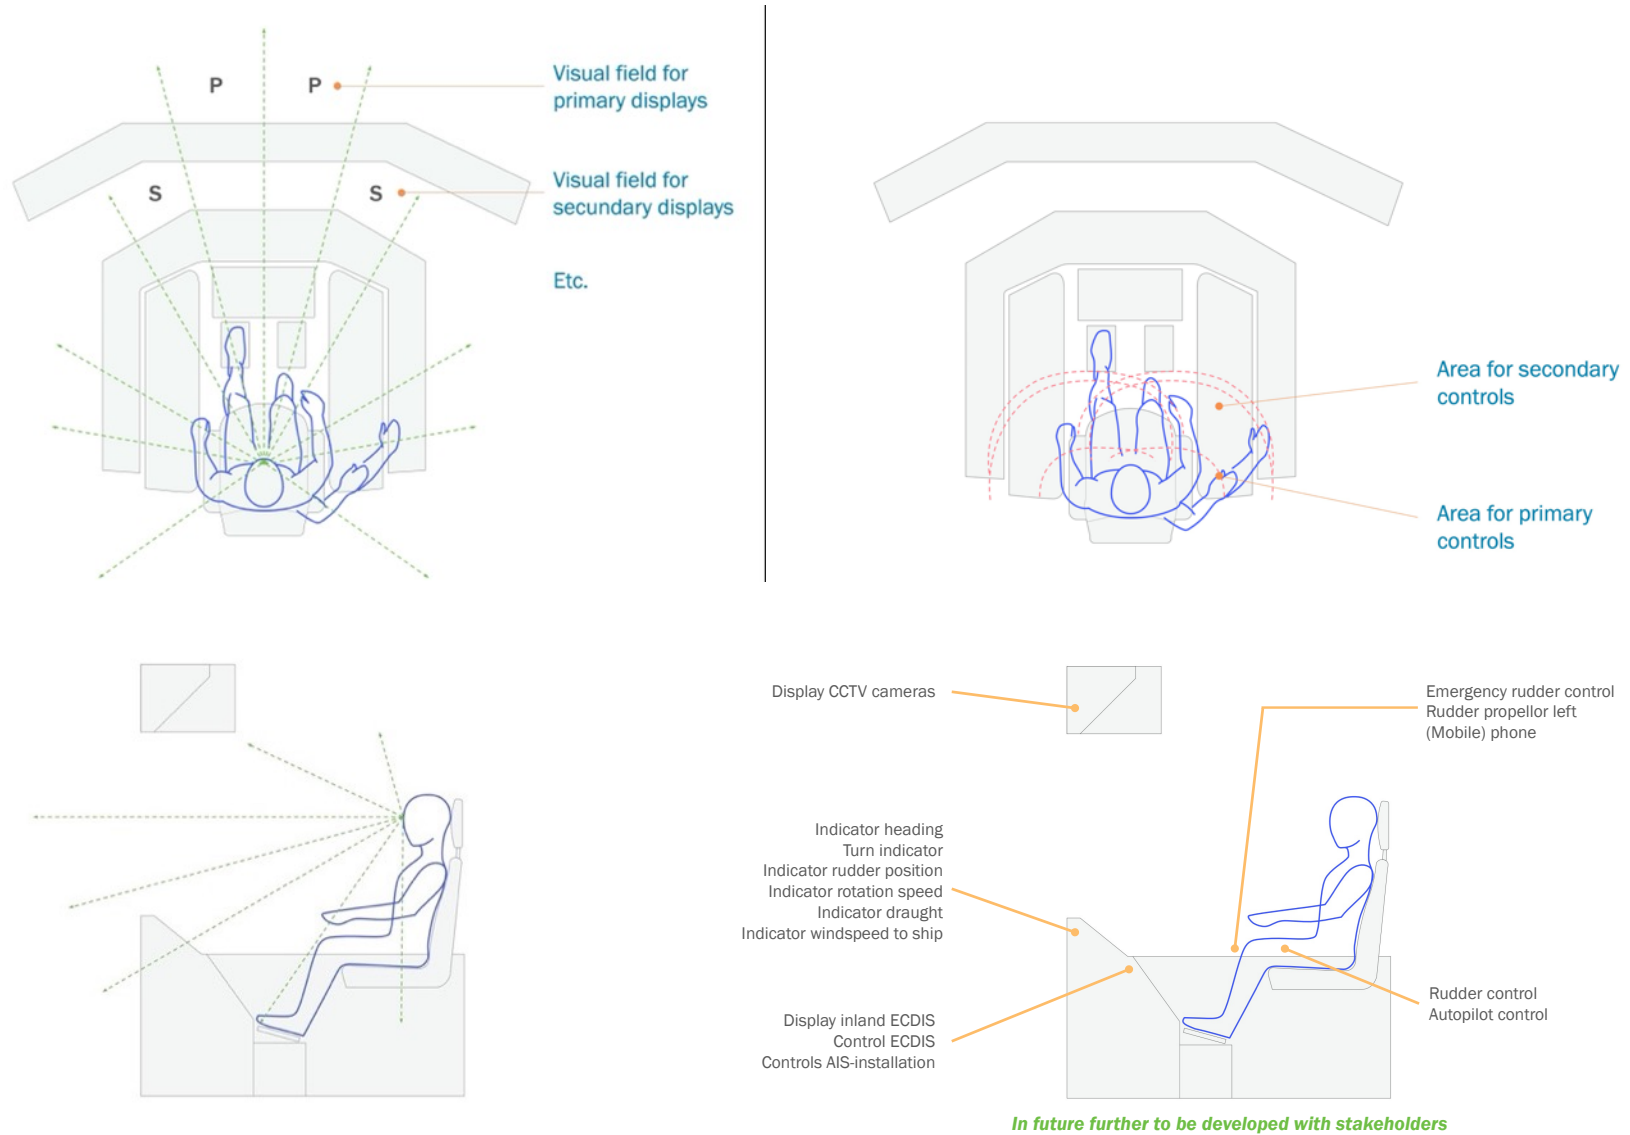 P P
Visual field for
primary displays
S S
Visual field for
secundary displays
Etc.
Area for secondary
controls
Area for primary
controls
Display CCTV cameras
Emergency rudder control
Rudder propellor left
(Mobile) phone
Indicator heading
Turn indicator
Indicator rudder position
Indicator rotation speed
Indicator draught
Indicator windspeed to ship
Display inland ECDIS
Control ECDIS
Controls AIS-installation
Rudder control
Autopilot control
In future further to be developed with stakeholders